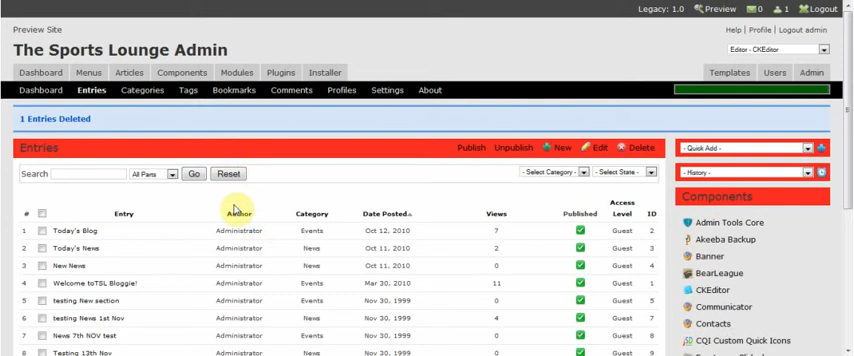 Legacy: 1.0 Preview 0 1 Logout
Preview Site
Help | Profile | Logout admin
The Sports Lounge Admin
Editor - CKEditor
Dashboard Menus Articles Components Modules Plugins Installer Templates Users Admin
Dashboard Entries Categories Tags Bookmarks Comments Profiles Settings About
1 Entries Deleted
Entries Publish Unpublish New Edit Delete
- Quick Add -
Search All Parts Go Reset - Select Category - - Select State -
- History -
Components
# Entry Author Category Date Posted Views Published Access Level ID
1 Today's Blog Administrator Events Oct 12, 2010 7 Guest 2
2 Today's News Administrator News Oct 11, 2010 2 Guest 3
3 New News Administrator News Oct 11, 2010 0 Guest 4
4 Welcome toTSL Bloggie! Administrator Events Mar 30, 2010 11 Guest 1
5 testing New section Administrator Events Nov 30, 1999 0 Guest 5
6 testing News 1st Nov Administrator News Nov 30, 1999 4 Guest 7
7 News 7th NOV test Administrator Events Nov 30, 1999 0 Guest 8
8 Testing 13th Nov Administrator News Nov 30, 1999 0 Guest 9
Admin Tools Core
Akeeba Backup
Banner
BearLeague
CKEditor
Communicator
Contacts
CQI Custom Quick Icons